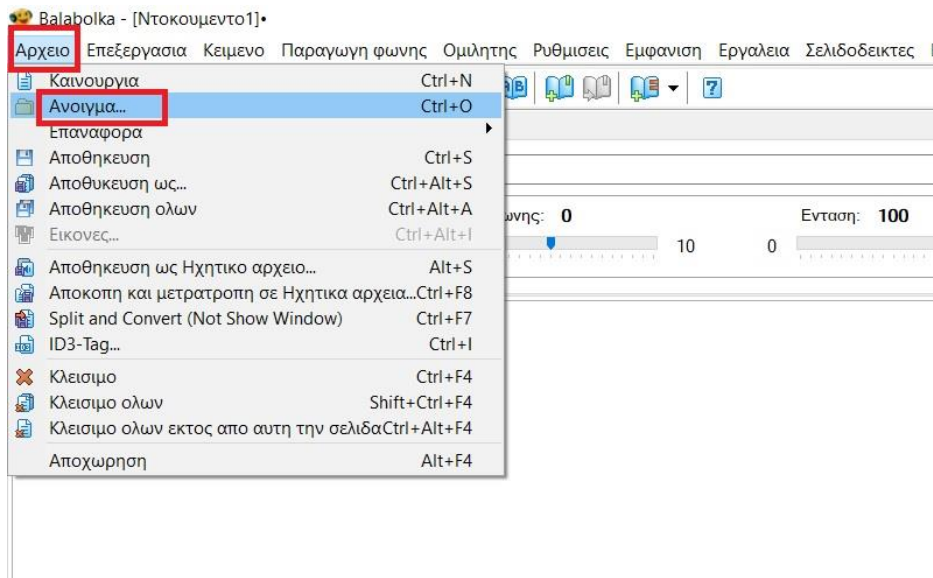 Balabolka - [Ντοκουμεντο1]•
Αρχειο Επεξεργασια Κειμενο Παραγωγη φωνης Ομιλητης Ρυθμισεις Εμφανιση Εργαλεια Σελιδοδεικτες
Καινουργια Ctrl+N
Ανοιγμα... Ctrl+O
Επαναφορα
Αποθηκευση Ctrl+S
Αποθυκευση ως... Ctrl+Alt+S
Αποθηκευση ολων Ctrl+Alt+A
Εικονες... Ctrl+Alt+I
Αποθηκευση ως Ηχητικο αρχειο... Alt+S
Αποκοπη και μετρατροπη σε Ηχητικα αρχεια...Ctrl+F8
Split and Convert (Not Show Window) Ctrl+F7
ID3-Tag... Ctrl+I
Κλεισιμο Ctrl+F4
Κλεισιμο ολων Shift+Ctrl+F4
Κλεισιμο ολων εκτος απο αυτη την σελιδαCtrl+Alt+F4
Αποχωρηση Alt+F4
ωνης: 0 Ενταση: 100
10 0